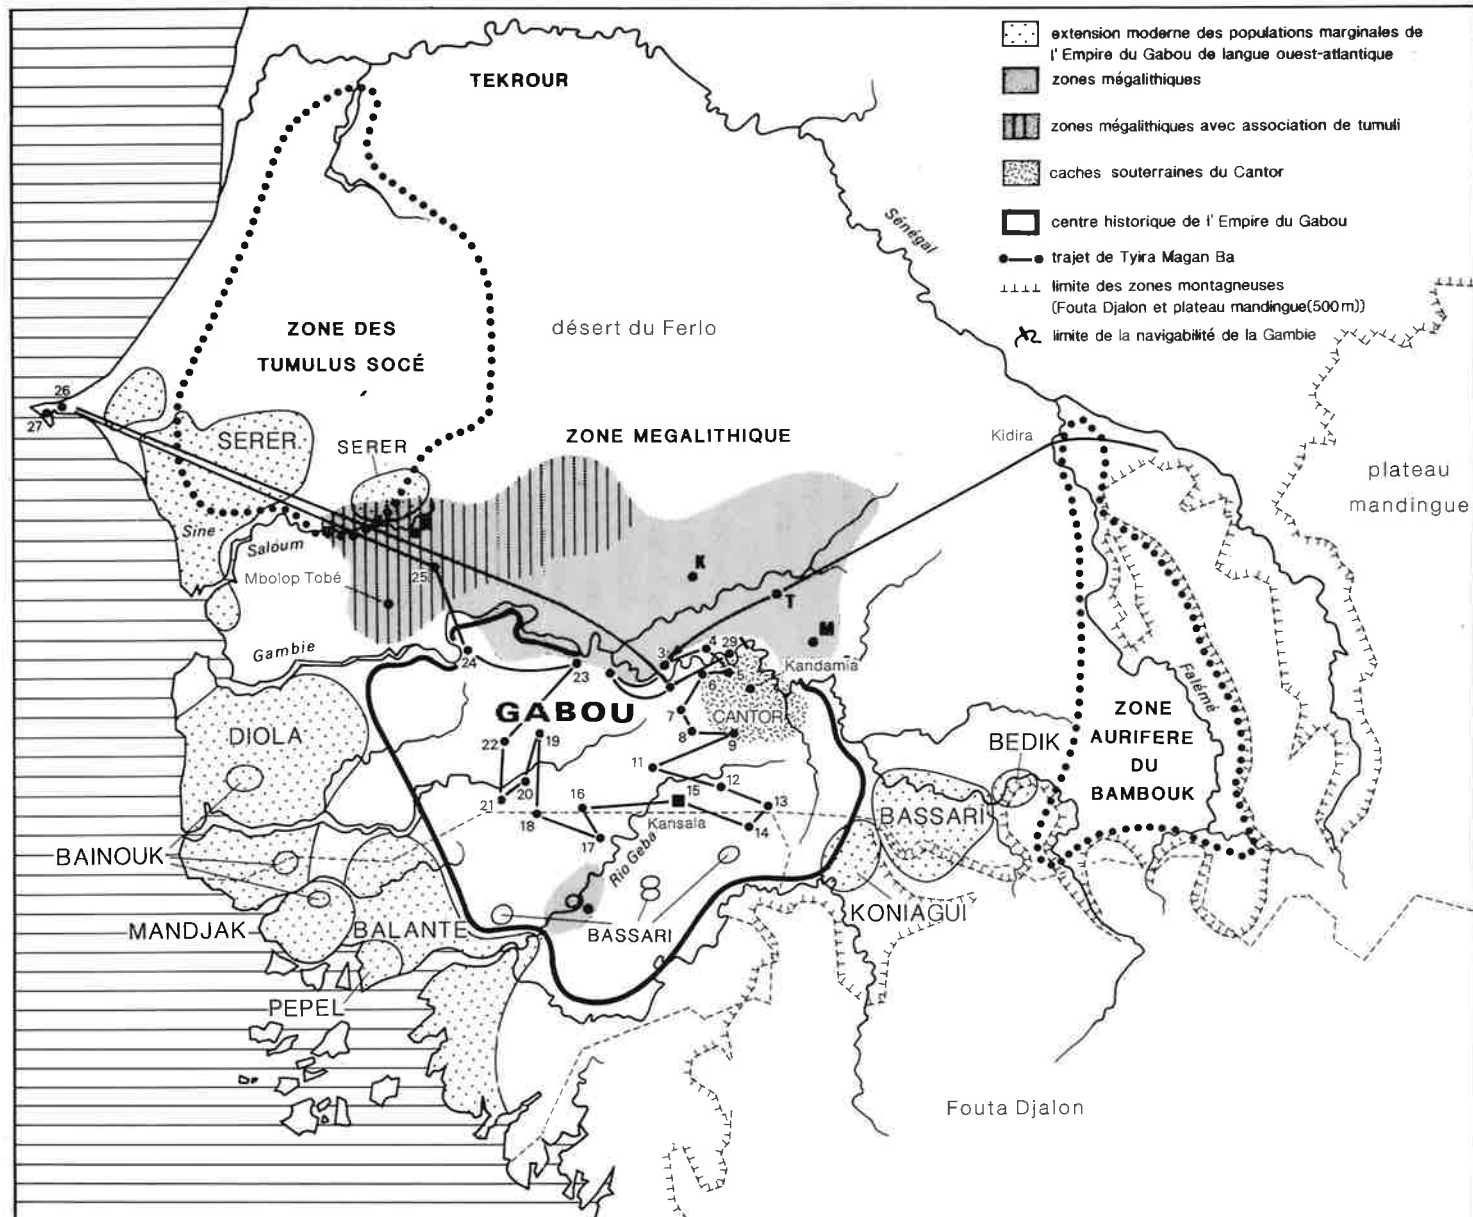 extension moderne des populations marginales de
l'Empire du Gabou de langue ouest-atlantique
zones mégalithiques
zones mégalithiques avec association de tumuli
caches souterraines du Cantor
centre historique de l'Empire du Gabou
trajet de Tyira Magan Ba
limite des zones montagneuses
(Fouta Djalon et plateau mandingue(500m))
limite de la navigabilité de la Gambie
TEKROUR
Sénégal
ZONE DES
TUMULUS SOCÉ
désert du Ferlo
26
27
SERER
SERER
ZONE MEGALITHIQUE
Kidira
plateau
mandingue
Sine
Saloum
Mbolop Tobé
25
K
T
M
Gambie
24
23
3
4
29
5
6
Kandamia
GABOU
7
CANTOR
8
9
DIOLA
22
19
11
12
13
14
15
Kansala
16
17
18
20
21
Rio Geba
BEDIK
BASSARI
ZONE
AURIFERE
DU
BAMBOUK
Falémé
BAINOUK
MANDJAK
BALANTE
BASSARI
KONIAGUI
PEPEL
Fouta Djalon